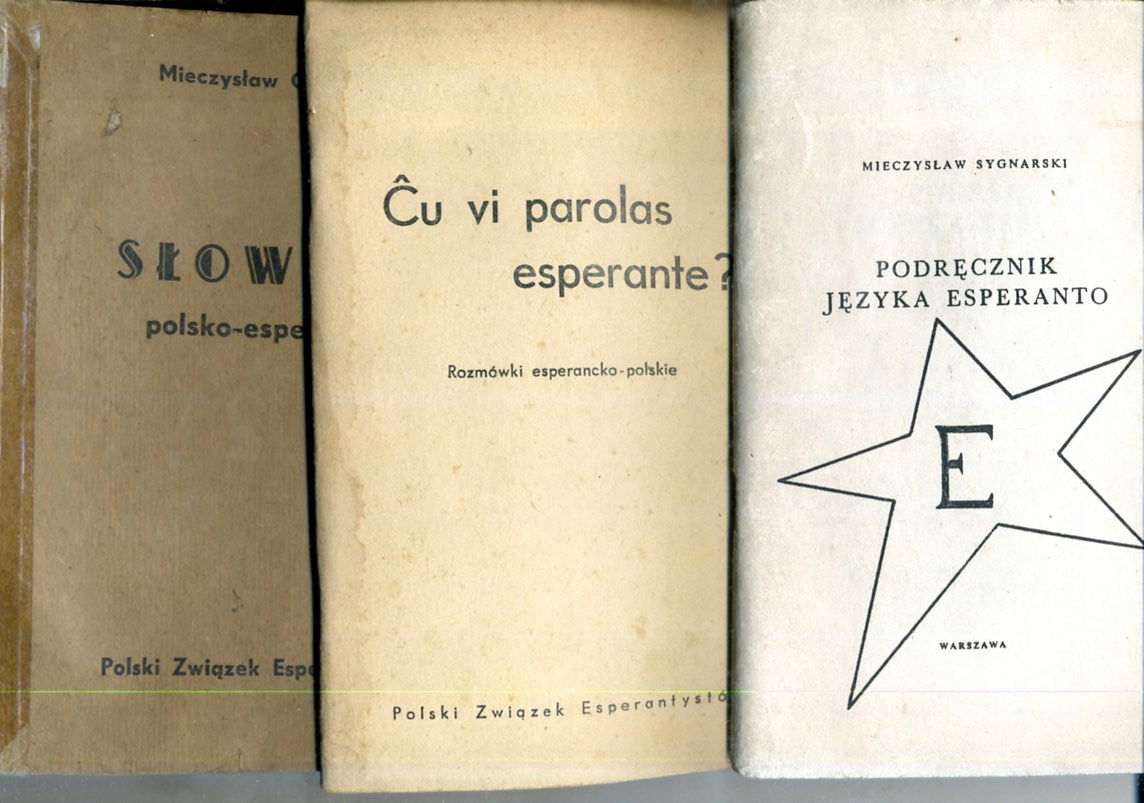 Mieczysław
SŁOW
polsko-espe
Polski Związek Espe
Ĉu vi parolas
esperante?
Rozmówki esperancko-polskie
Polski Związek Esperantystó
MIECZYSŁAW SYGNARSKI
PODRĘCZNIK
JĘZYKA ESPERANTO
E
WARSZAWA